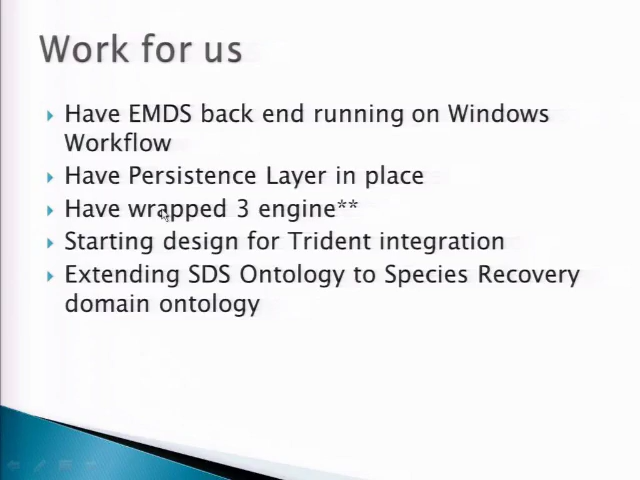 Work for us
Have EMDS back end running on Windows
Workflow
Have Persistence Layer in place
Have wrapped 3 engine**
Starting design for Trident integration
Extending SDS Ontology to Species Recovery
domain ontology